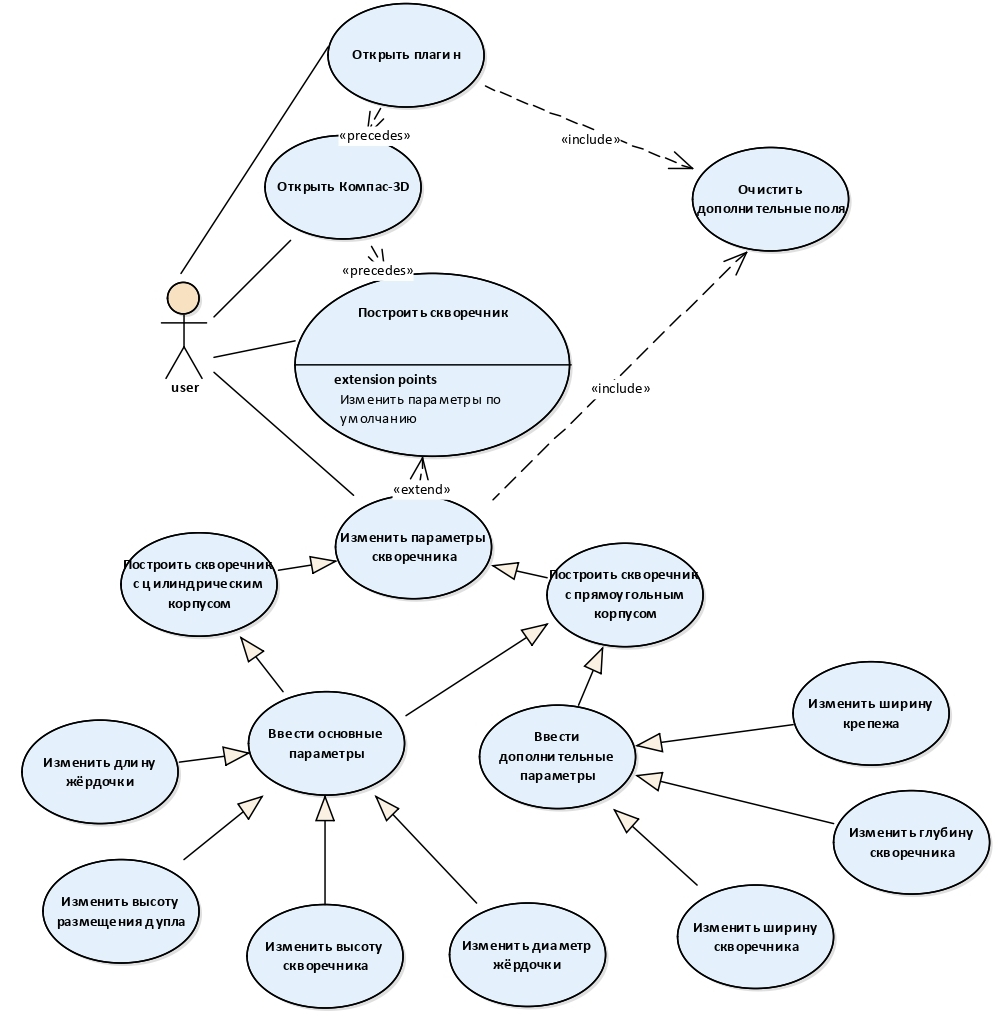 Открыть плагин
«precedes»
«include»
Открыть Компас-3D
Очистить
дополнительные поля
«precedes»
Построить скворечник
extension points
Изменить параметры по
умолчанию
user
«include»
«extend»
Изменить параметры
скворечника
Построить скворечник
с цилиндрическим
корпусом
Построить скворечник
с прямоугольным
корпусом
Ввести основные
параметры
Ввести
дополнительные
параметры
Изменить ширину
крепежа
Изменить длину
жёрдочки
Изменить глубину
скворечника
Изменить высоту
размещения дупла
Изменить высоту
скворечника
Изменить диаметр
жёрдочки
Изменить ширину
скворечника